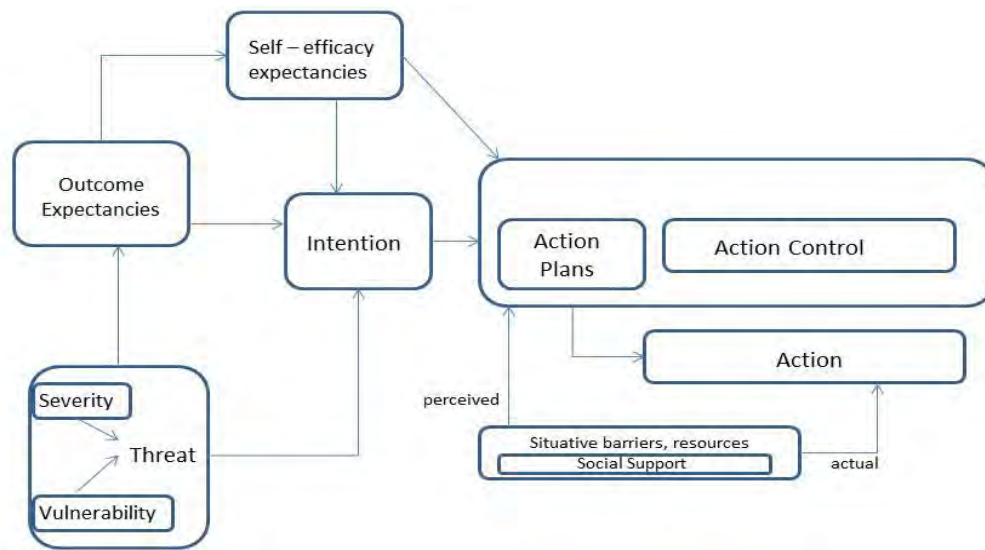 Self – efficacy
expectancies
Outcome
Expectancies
Intention
Action
Plans
Action Control
Action
Severity
Threat
Vulnerability
perceived
Situative barriers, resources
Social Support
actual